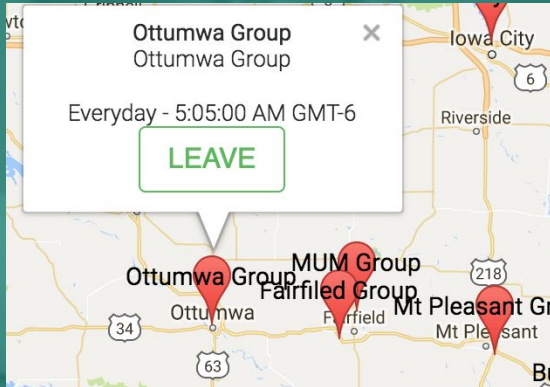 Ottumwa Group
×
Ottumwa Group
Everyday - 5:05:00 AM GMT-6
LEAVE
Iowa City
6
Riverside
MUM Group
Ottumwa Group
218
Fairfiled Group
Mt Pleasant Gr
Ottumwa
Fairfield
34
Mt Pleasant
63
Br